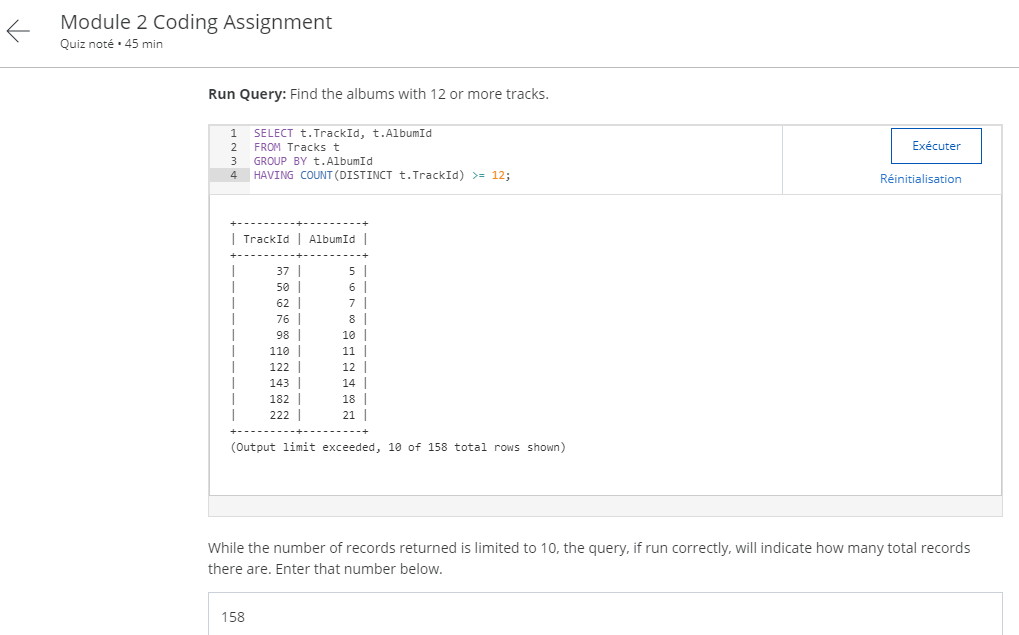 Module 2 Coding Assignment
Quiz noté • 45 min
Run Query: Find the albums with 12 or more tracks.
1 SELECT t.TrackId, t.AlbumId
2 FROM Tracks t
3 GROUP BY t.AlbumId
4 HAVING COUNT(DISTINCT t.TrackId) >= 12;
Exécuter
Réinitialisation
+---------+---------+
| TrackId | AlbumId |
+---------+---------+
|      37 |       5 |
|      50 |       6 |
|      62 |       7 |
|      76 |       8 |
|      98 |      10 |
|     110 |      11 |
|     122 |      12 |
|     143 |      14 |
|     182 |      18 |
|     222 |      21 |
+---------+---------+
(Output limit exceeded, 10 of 158 total rows shown)
While the number of records returned is limited to 10, the query, if run correctly, will indicate how many total records
there are. Enter that number below.
158